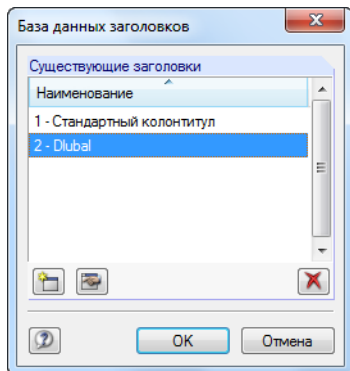 База данных заголовков
Существующие заголовки
Наименование
1 - Стандартный колонтитул
2 - Dlubal
OK
Отмена